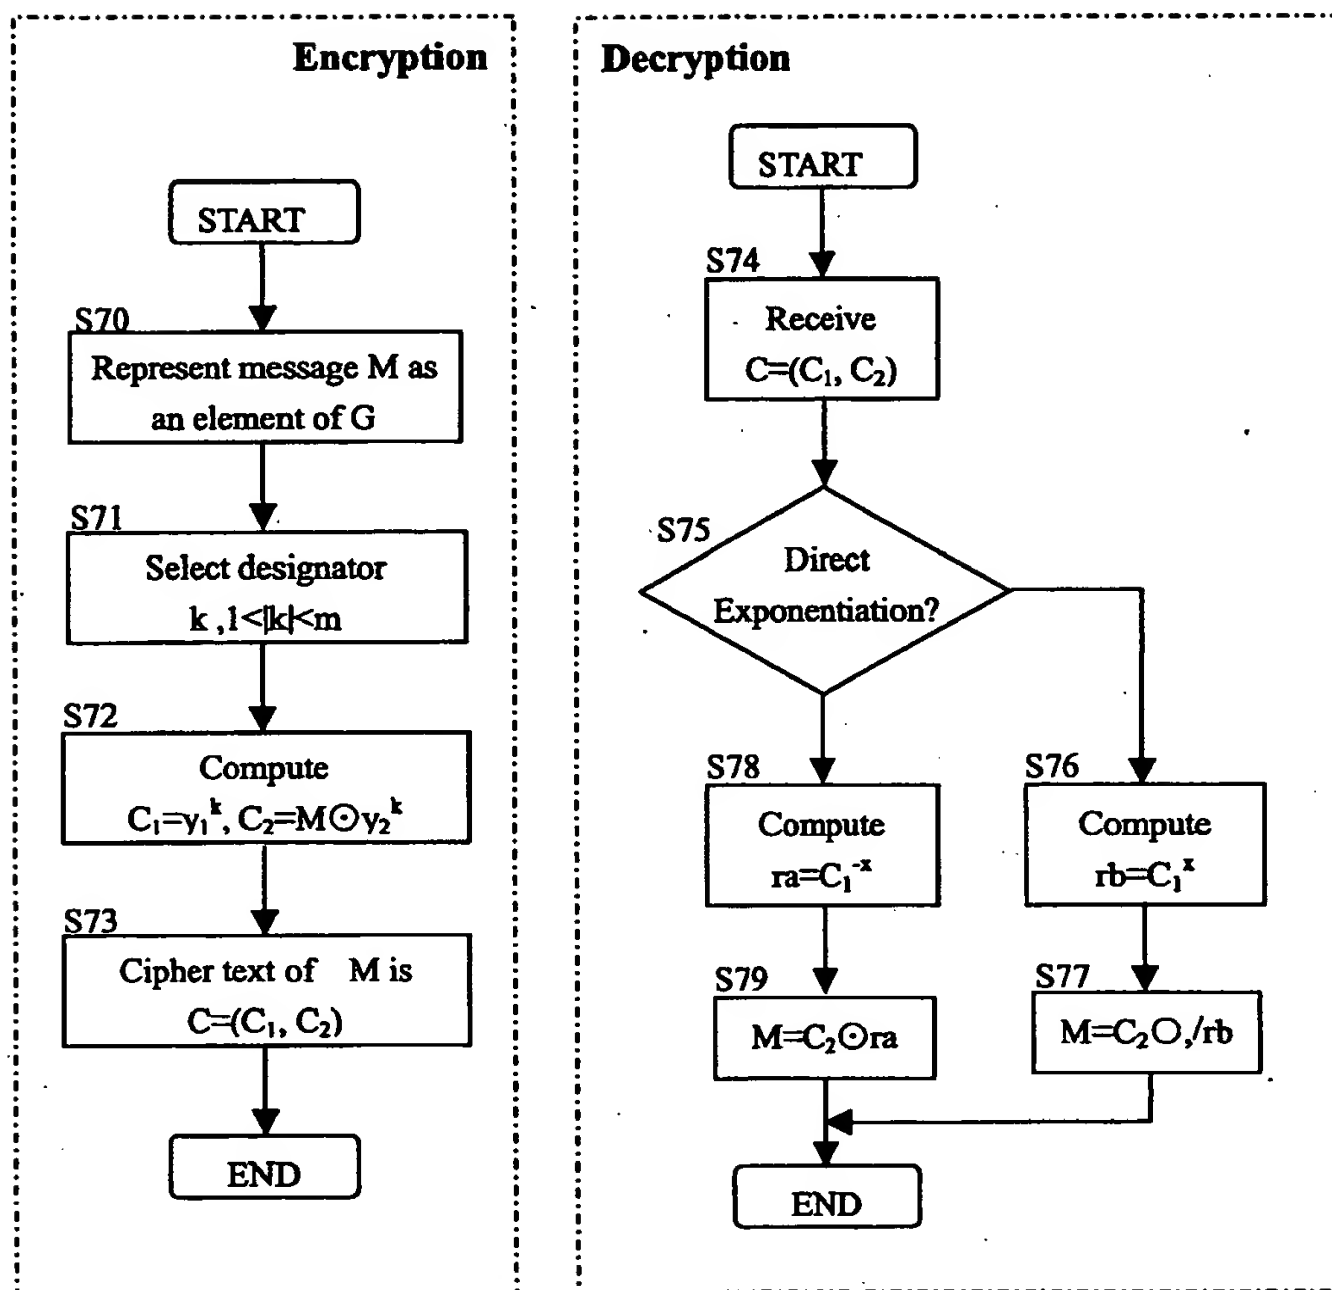 Encryption
START
S70
Represent message M as
an element of G
S71
Select designator
k ,1<|k|<m
S72
Compute
C₁=y₁ᵏ, C₂=M⊙y₂ᵏ
S73
Cipher text of M is
C=(C₁, C₂)
END
Decryption
START
S74
Receive
C=(C₁, C₂)
S75
Direct
Exponentiation?
S78
Compute
ra=C₁⁻ˣ
S79
M=C₂⊙ra
S76
Compute
rb=C₁ˣ
S77
M=C₂○,/rb
END